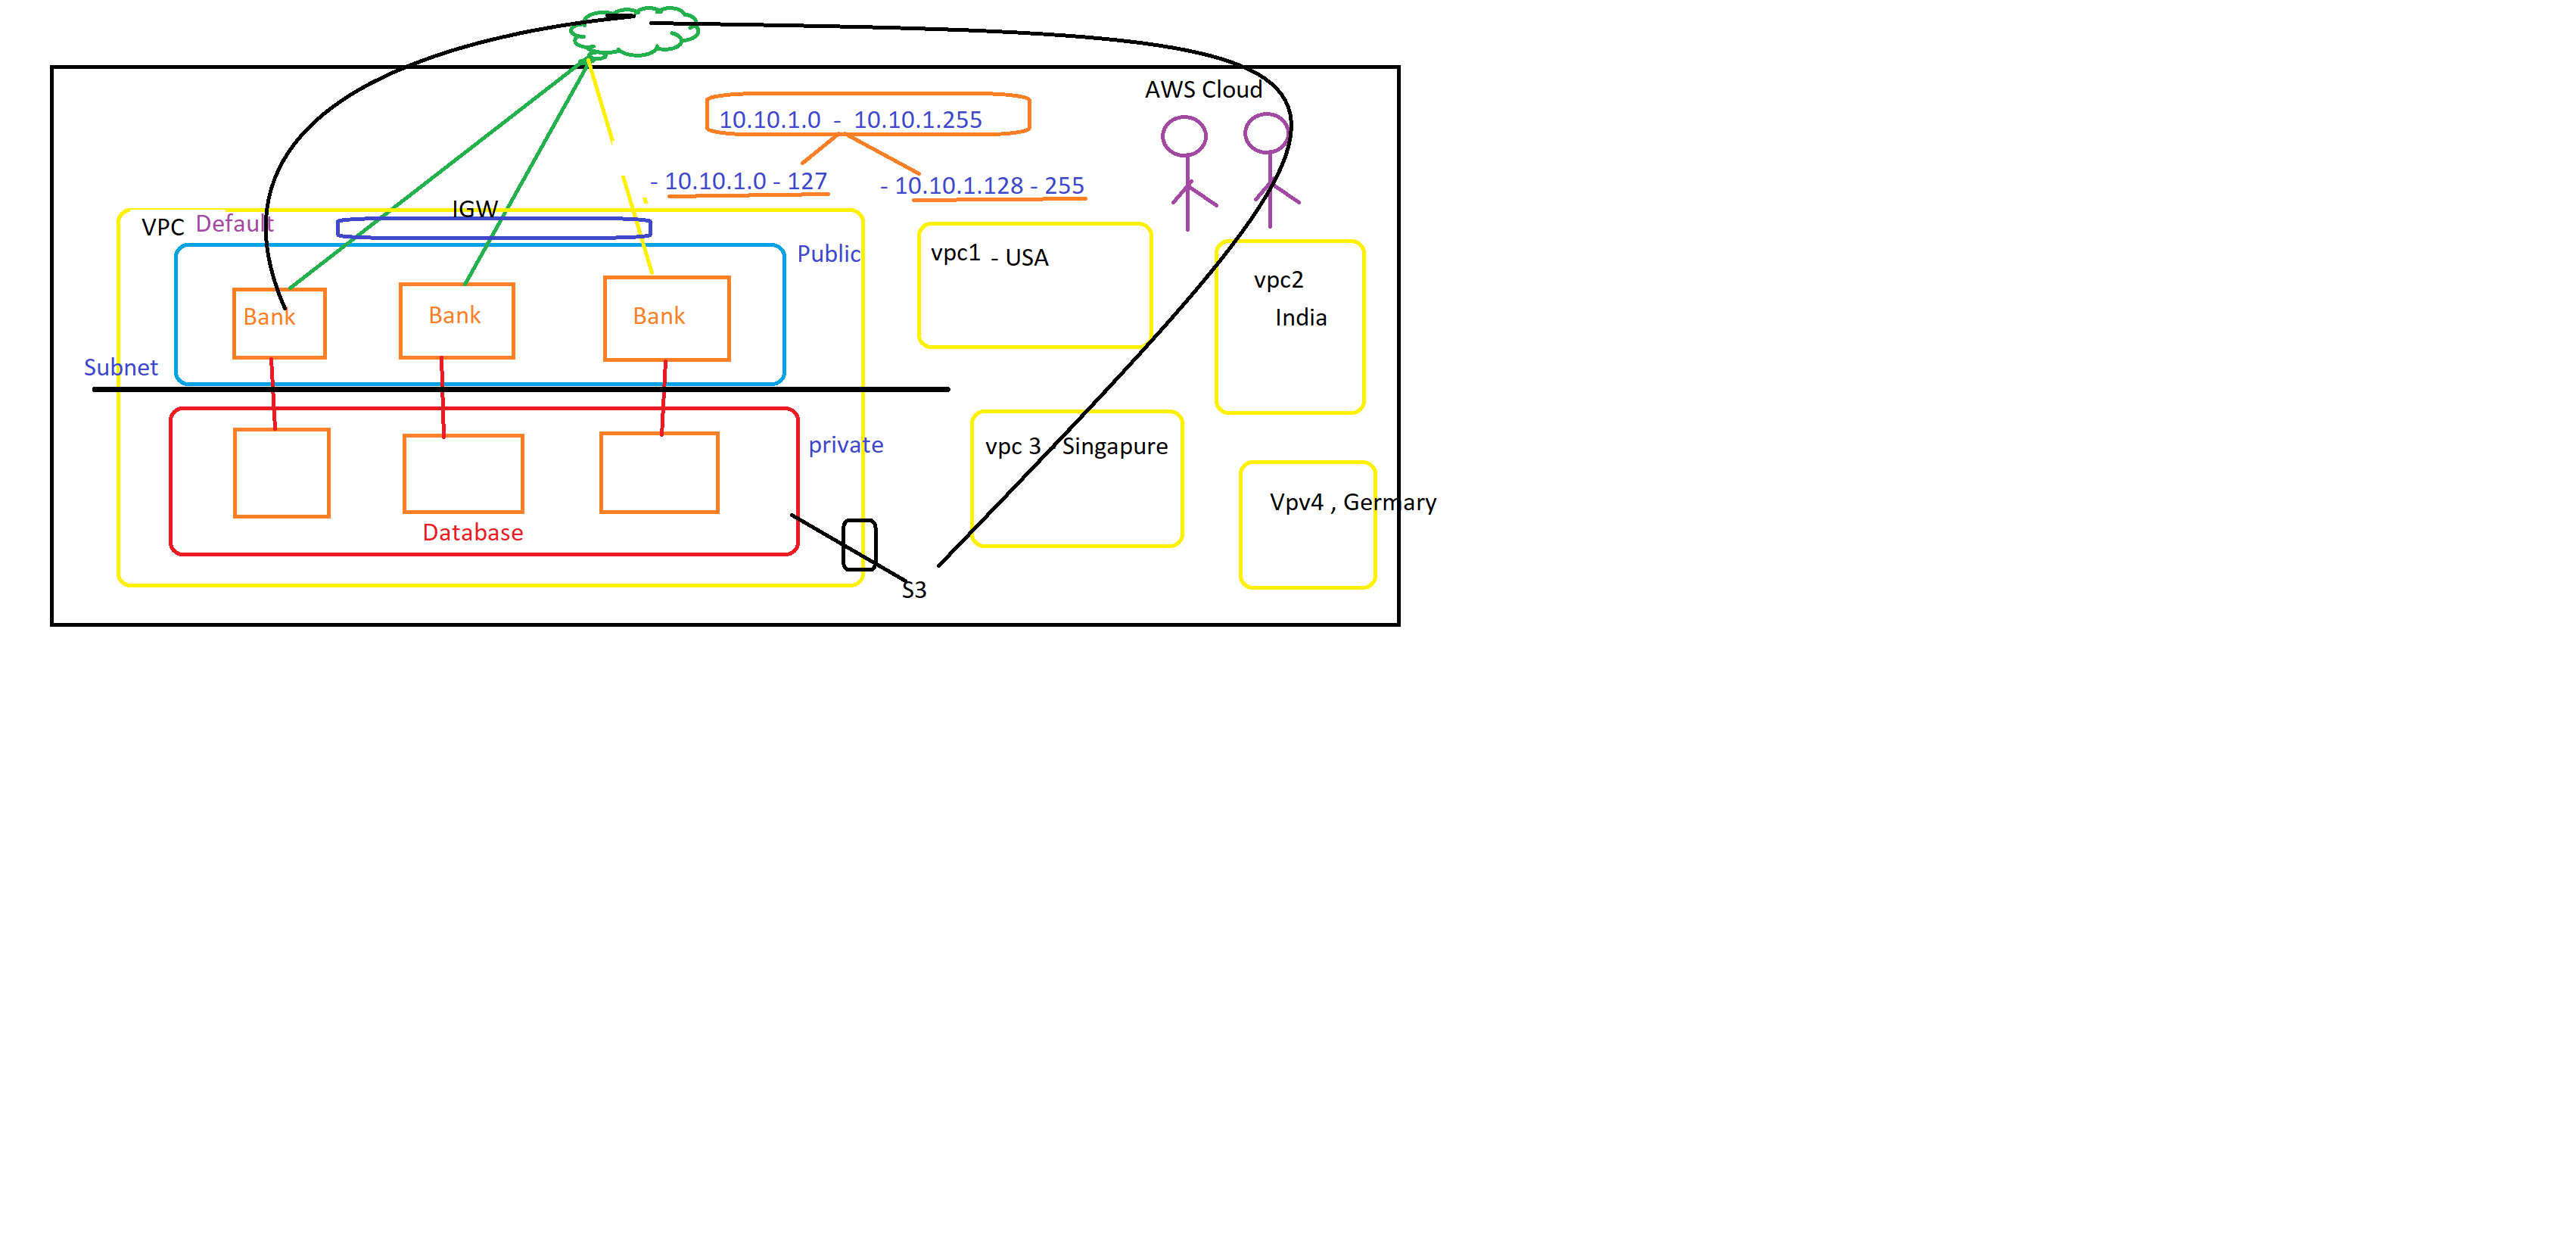 AWS Cloud
10.10.1.0 - 10.10.1.255
- 10.10.1.0 - 127
- 10.10.1.128 - 255
IGW
VPC Default
Public
vpc1 - USA
vpc2
India
Bank
Bank
Bank
Subnet
private
vpc 3 - Singapure
Vpv4 , Germary
Database
S3